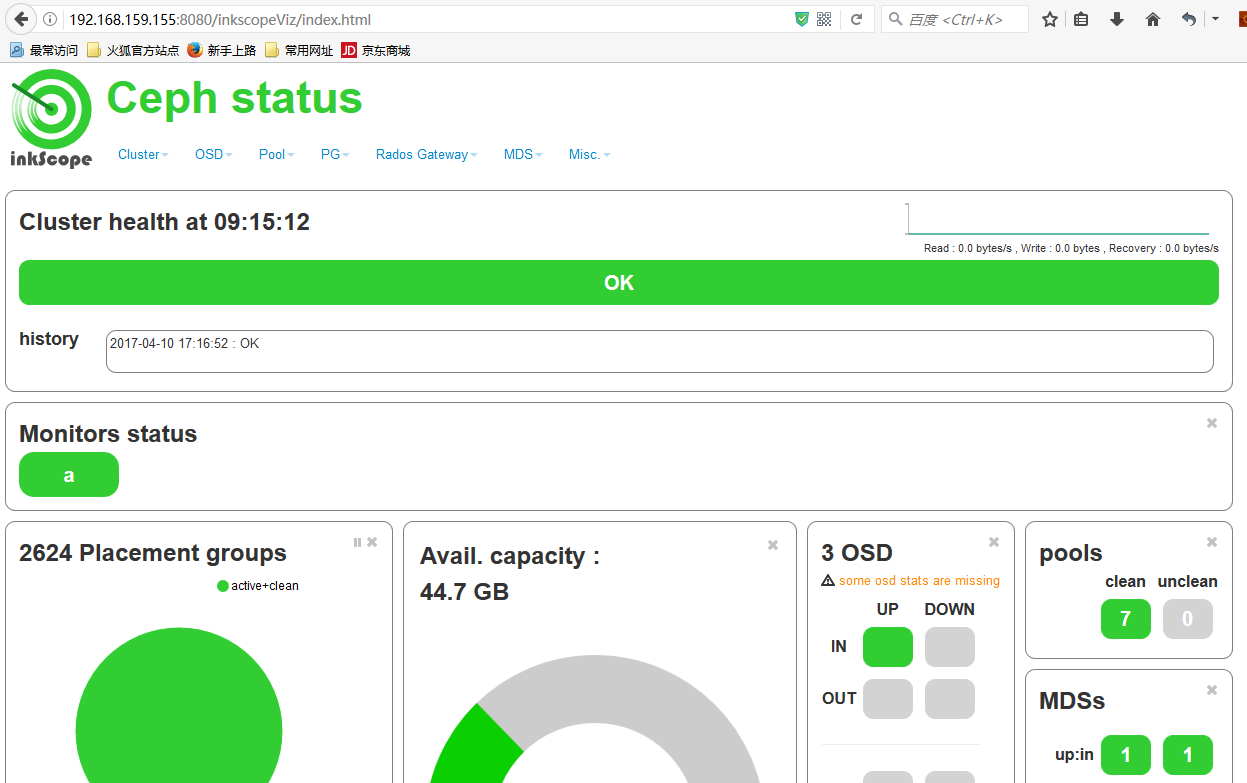 192.168.159.155:8080/inkscopeViz/index.html
百度 <Ctrl+K>
最常访问 火狐官方站点 新手上路 常用网址 JD 京东商城
Ceph status
inkScope
Cluster OSD Pool PG Rados Gateway MDS Misc.
Cluster health at 09:15:12
Read : 0.0 bytes/s , Write : 0.0 bytes , Recovery : 0.0 bytes/s
OK
history
2017-04-10 17:16:52 : OK
Monitors status
a
2624 Placement groups
active+clean
Avail. capacity :
44.7 GB
3 OSD
some osd stats are missing
UP DOWN
IN
OUT
pools
clean unclean
7 0
MDSs
up:in 1 1